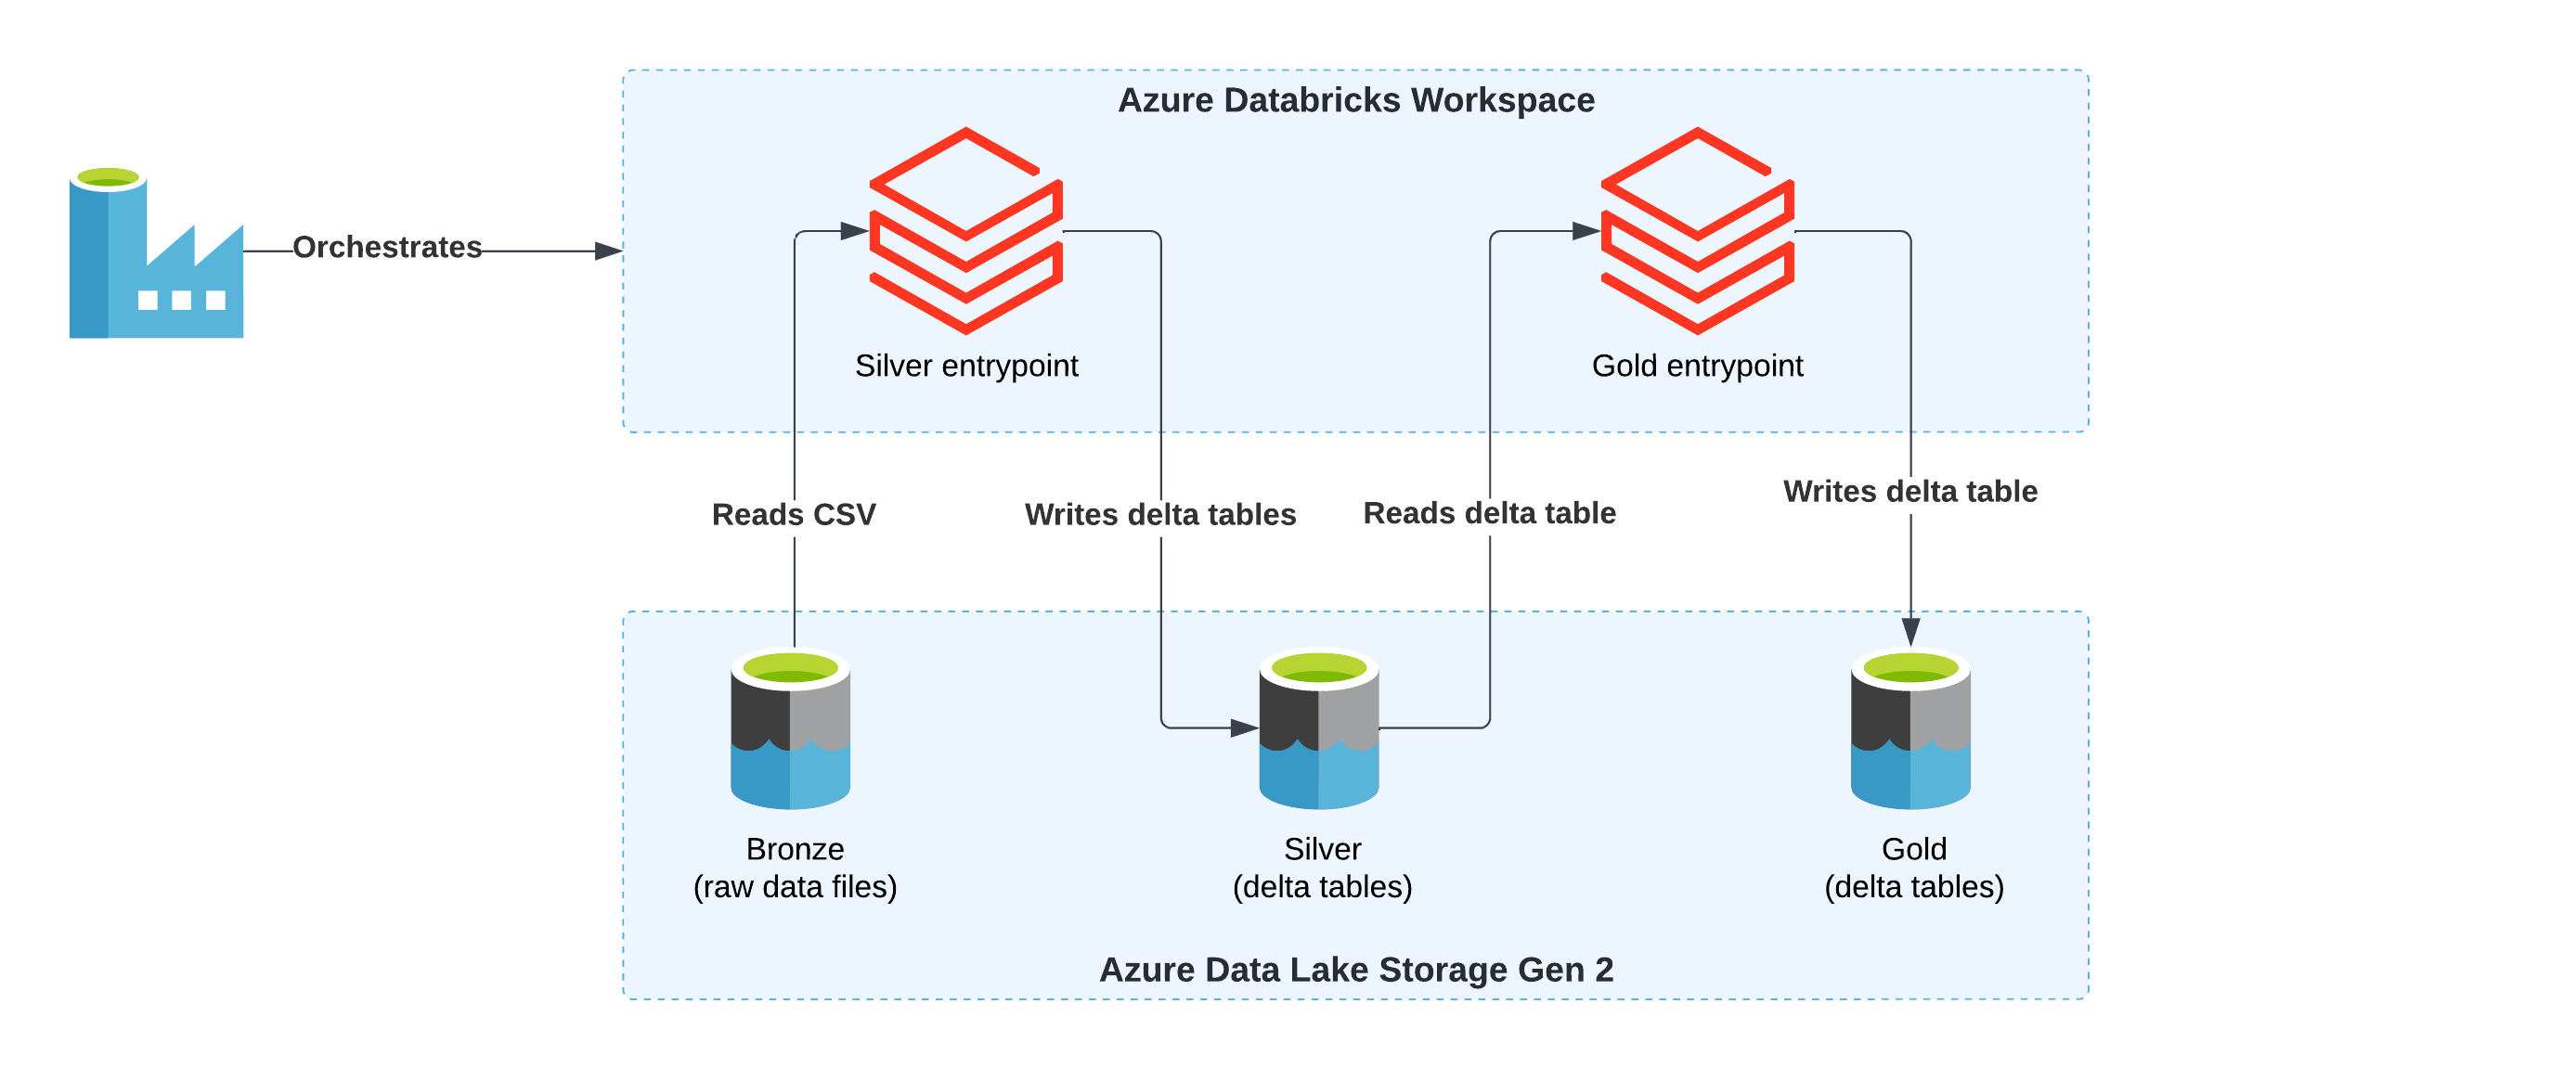 Azure Databricks Workspace
Orchestrates
Silver entrypoint
Gold entrypoint
Reads CSV
Writes delta tables
Reads delta table
Writes delta table
Bronze
(raw data files)
Silver
(delta tables)
Gold
(delta tables)
Azure Data Lake Storage Gen 2